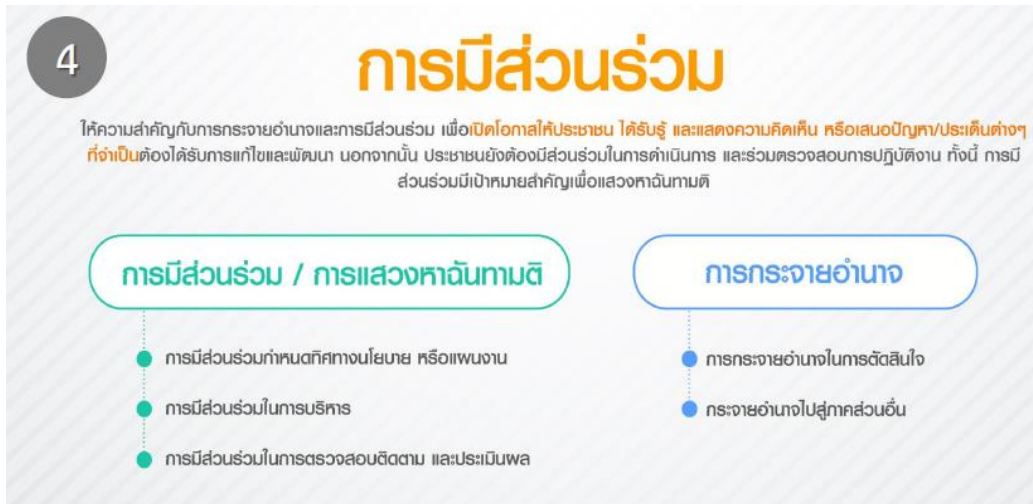 4
การมีส่วนร่วม
ให้ความสำคัญกับการกระจายอำนาจและการมีส่วนร่วม เพื่อเปิดโอกาสให้ประชาชน ได้รับรู้ และแสดงความคิดเห็น หรือเสนอปัญหา/ประเด็นต่างๆ
ที่จำเป็นต้องได้รับการแก้ไขและพัฒนา นอกจากนั้น ประชาชนยังต้องมีส่วนร่วมในการดำเนินการ และร่วมตรวจสอบการปฏิบัติงาน ทั้งนี้ การมี
ส่วนร่วมมีเป้าหมายสำคัญเพื่อแสวงหาฉันทามติ
การมีส่วนร่วม / การแสวงหาฉันทามติ
การมีส่วนร่วมกำหนดทิศทางนโยบาย หรือแผนงาน
การมีส่วนร่วมในการบริหาร
การมีส่วนร่วมในการตรวจสอบติดตาม และประเมินผล
การกระจายอำนาจ
การกระจายอำนาจในการตัดสินใจ
กระจายอำนาจไปสู่ภาคส่วนอื่น